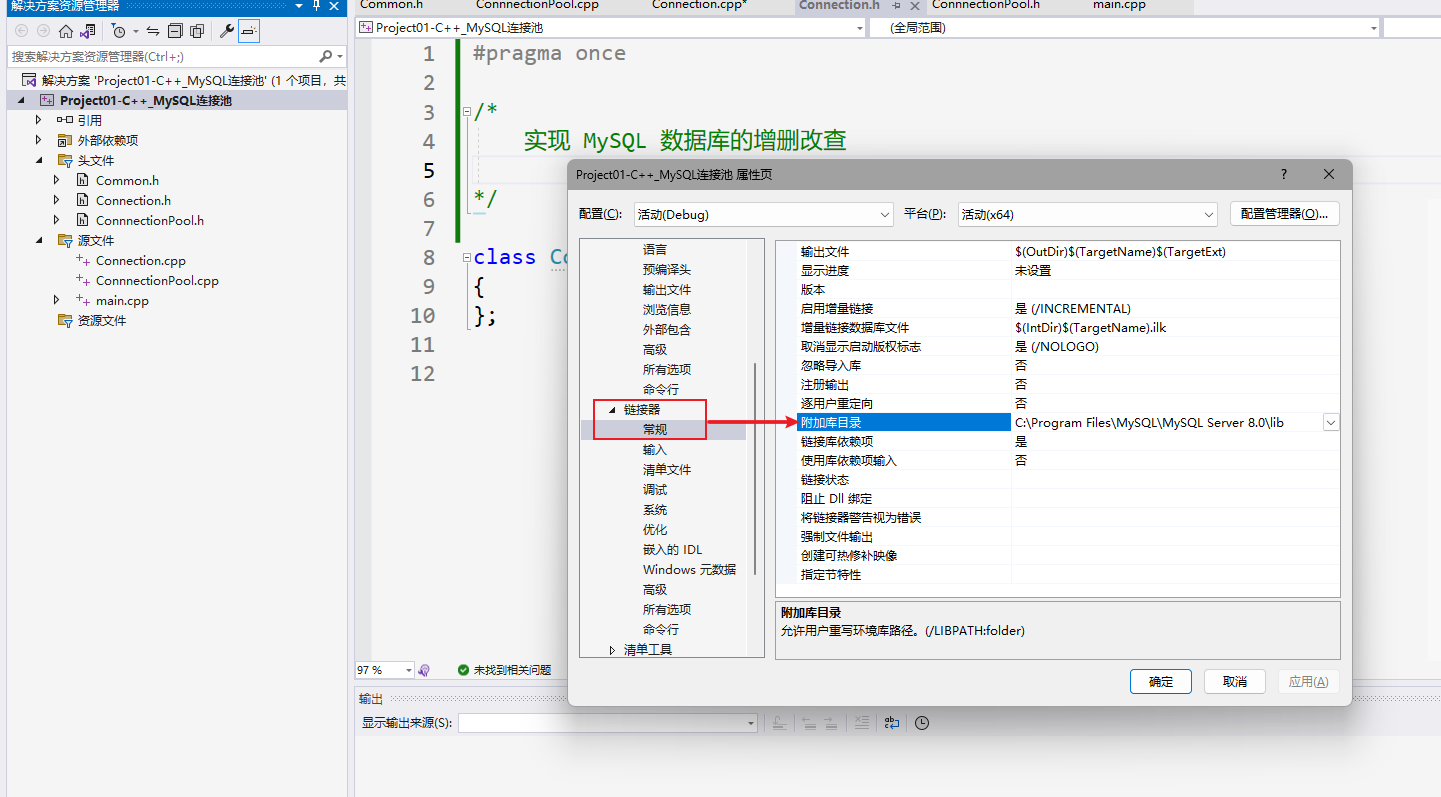 解决方案资源管理器
搜索解决方案资源管理器(Ctrl+;)
解决方案 'Project01-C++_MySQL连接池' (1 个项目，共
Project01-C++_MySQL连接池
引用
外部依赖项
头文件
Common.h
Connection.h
ConnnectionPool.h
源文件
Connection.cpp
ConnnectionPool.cpp
main.cpp
资源文件
Common.h ConnnectionPool.cpp Connection.cpp* Connection.h ConnnectionPool.h main.cpp
Project01-C++_MySQL连接池 (全局范围)
1 #pragma once
2
3 /*
4 实现 MySQL 数据库的增删改查
5
6 */
7
8 class Co
9 {
10 };
11
12
97 % 未找到相关问题
输出
显示输出来源(S):
Project01-C++_MySQL连接池 属性页 ?
配置(C): 活动(Debug) 平台(P): 活动(x64) 配置管理器(O)...
语言
预编译头
输出文件
浏览信息
外部包含
高级
所有选项
命令行
链接器
常规
输入
清单文件
调试
系统
优化
嵌入的 IDL
Windows 元数据
高级
所有选项
命令行
清单工具
输出文件 $(OutDir)$(TargetName)$(TargetExt)
显示进度 未设置
版本
启用增量链接 是 (/INCREMENTAL)
增量链接数据库文件 $(IntDir)$(TargetName).ilk
取消显示启动版权标志 是 (/NOLOGO)
忽略导入库 否
注册输出 否
逐用户重定向 否
附加库目录 C:\Program Files\MySQL\MySQL Server 8.0\lib
链接库依赖项 是
使用库依赖项输入 否
链接状态
阻止 Dll 绑定
将链接器警告视为错误
强制文件输出
创建可热修补映像
指定节特性
附加库目录
允许用户重写环境库路径。(/LIBPATH:folder)
确定 取消 应用(A)